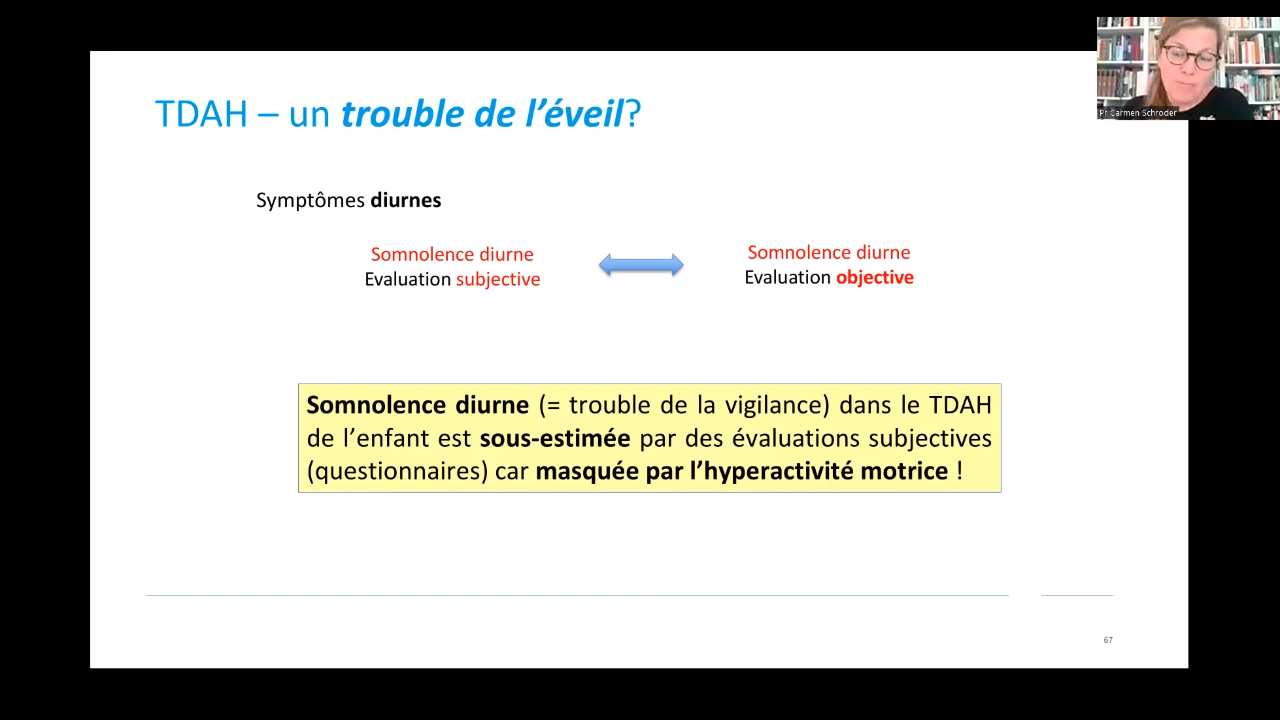 Pr Carmen Schroder
TDAH – un trouble de l’éveil?
Symptômes diurnes
Somnolence diurne
Evaluation subjective
Somnolence diurne
Evaluation objective
Somnolence diurne (= trouble de la vigilance) dans le TDAH
de l’enfant est sous-estimée par des évaluations subjectives
(questionnaires) car masquée par l’hyperactivité motrice !
67